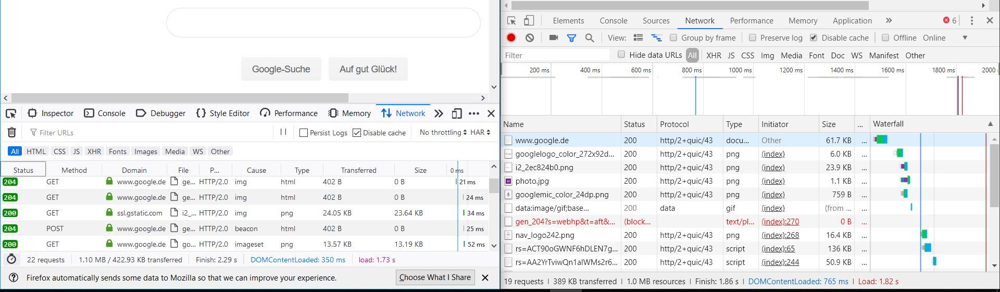 Google-Suche Auf gut Glück!
Inspector Console Debugger Style Editor Performance Memory Network
Filter URLs Persist Logs Disable cache No throttling HAR
All HTML CSS JS XHR Fonts Images Media WS Other
Status Method Domain File P... Cause Type Transferred Size 0 ms
204 GET www.google.de ge... HTTP/2.0 img html 402 B 0 B 21 ms
204 GET www.google.de ge... HTTP/2.0 img html 402 B 0 B 24 ms
200 GET ssl.gstatic.com i2_... HTTP/2.0 img png 24.05 KB 23.64 KB 34 ms
204 POST www.google.de ge... HTTP/2.0 beacon html 402 B 0 B 25 ms
200 GET www.google.de go... HTTP/2.0 imageset png 13.57 KB 13.19 KB 52 ms
22 requests 1.10 MB / 422.93 KB transferred Finish: 2.29 s DOMContentLoaded: 350 ms load: 1.73 s
Firefox automatically sends some data to Mozilla so that we can improve your experience. Choose What I Share
Elements Console Sources Network Performance Memory Application 6
View: Group by frame Preserve log Disable cache Offline Online
Filter Hide data URLs All XHR JS CSS Img Media Font Doc WS Manifest Other
200 ms 400 ms 600 ms 800 ms 1000 ms 1200 ms 1400 ms 1600 ms 1800 ms 2000
Name Status Protocol Type Initiator Size ... Waterfall
www.google.de 200 http/2+quic/43 docu... Other 61.7 KB ...
googlelogo_color_272x92d... 200 http/2+quic/43 png (index) 6.0 KB ...
i2_2ec824b0.png 200 http/2+quic/43 png (index) 23.9 KB ...
photo.jpg 200 http/2+quic/43 png (index) 1.1 KB ...
googlemic_color_24dp.png 200 http/2+quic/43 png (index) 759 B ...
data:image/gif;base... 200 data gif (index) (from ... ...
gen_204?s=webhp&t=aft&... (block... text/pl... (index):270 0 B ...
nav_logo242.png 200 http/2+quic/43 png (index):268 16.4 KB ...
rs=ACT90oGWNF6hDLEN7g... 200 http/2+quic/43 script (index):65 136 KB ...
rs=AA2YrTviwQn1aIWMs2r6... 200 http/2+quic/43 script (index):244 50.9 KB ...
19 requests 389 KB transferred 1.0 MB resources Finish: 1.86 s DOMContentLoaded: 765 ms Load: 1.82 s